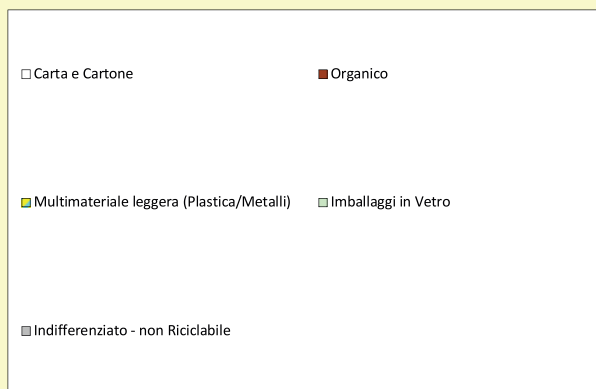 Carta e Cartone
Organico
Multimateriale leggera (Plastica/Metalli)
Imballaggi in Vetro
Indifferenziato - non Riciclabile